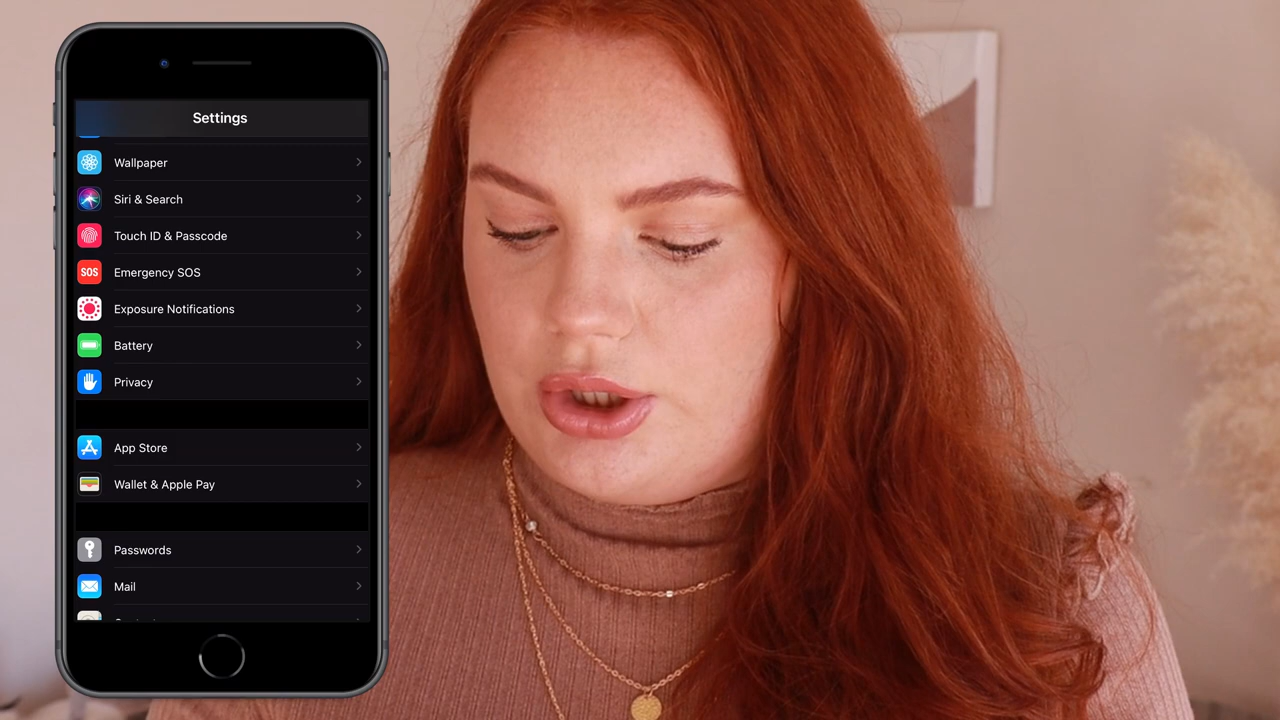 Settings
Wallpaper
Siri & Search
Touch ID & Passcode
SOS
Emergency SOS
Exposure Notifications
Battery
Privacy
App Store
Wallet & Apple Pay
Passwords
Mail